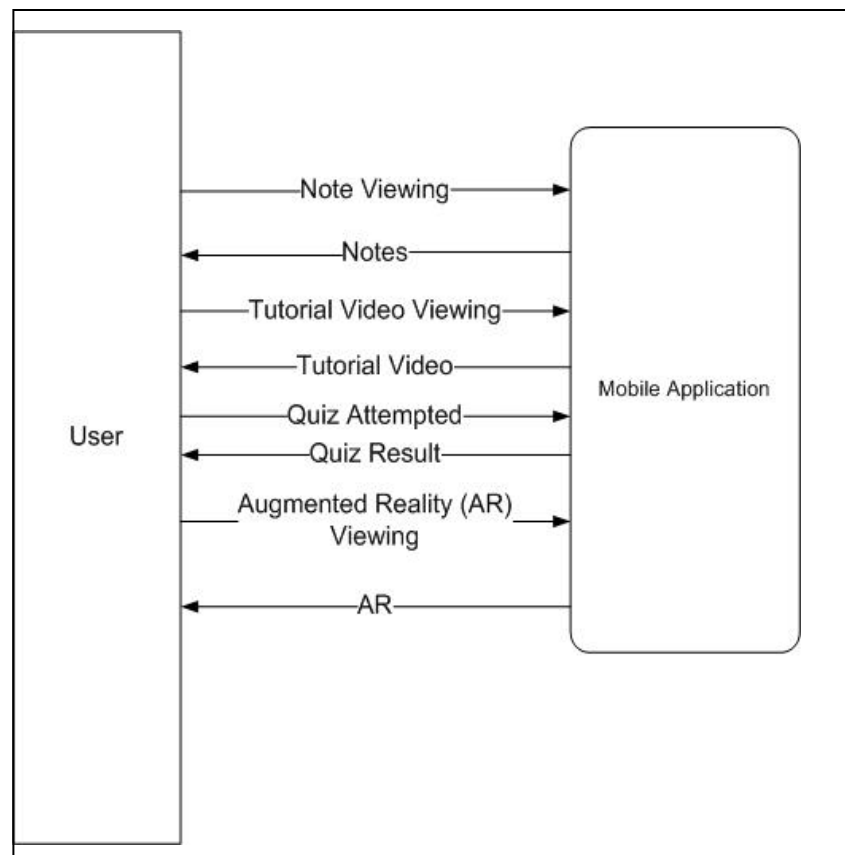 Note Viewing
Notes
Tutorial Video Viewing
Tutorial Video
Mobile Application
Quiz Attempted
User
Quiz Result
Augmented Reality (AR)
Viewing
AR